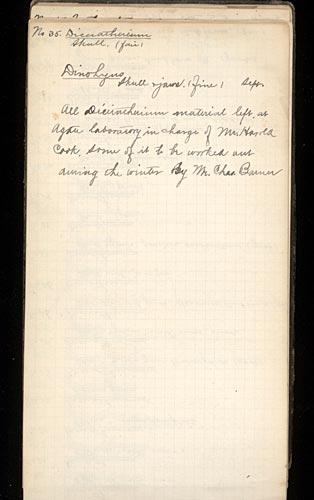 No 35. Diceratherium
Skull. (fair)
Dinohyus
Skull & jaws. (fine) Sept.
All Diceratherium material left at
Agate laboratory in charge of Mr. Harold
Cook, some of it to be worked out
during the winter By Mr. Chas Barner